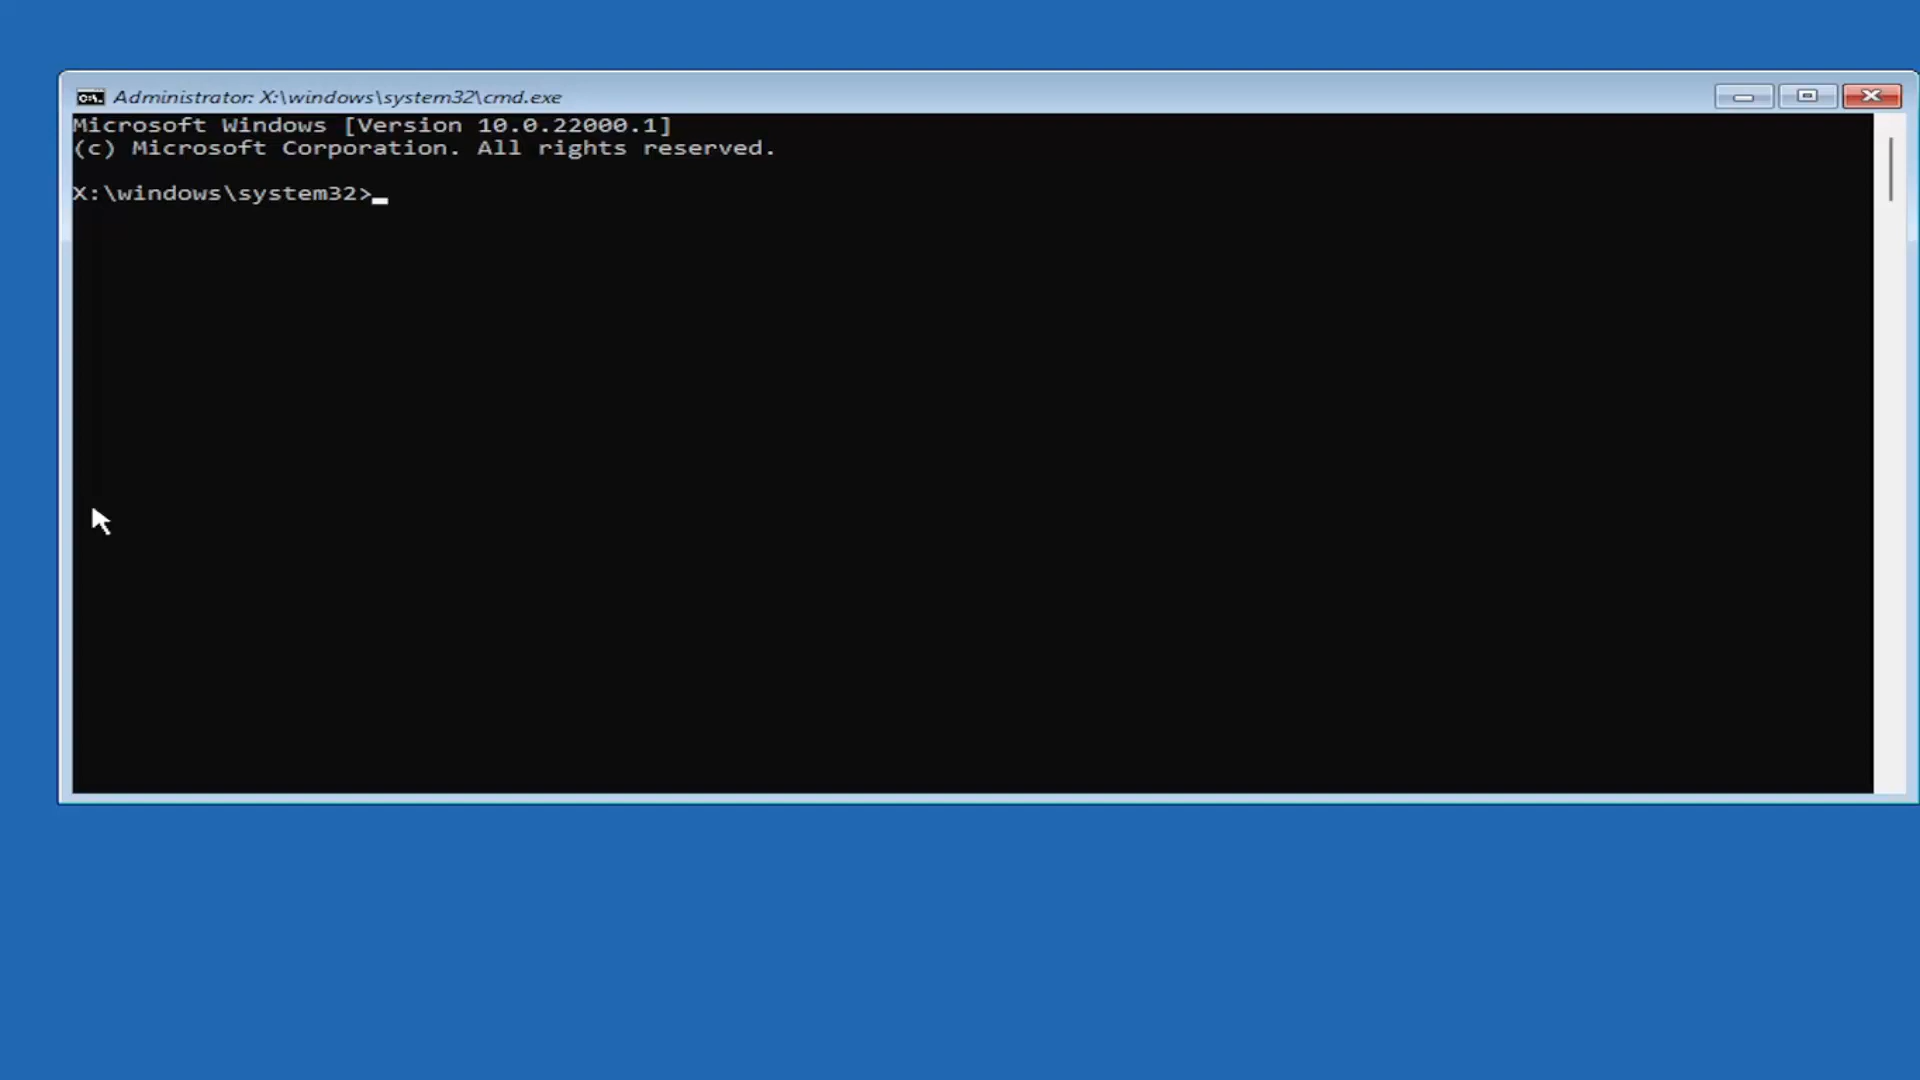 Administrator: X:\windows\system32\cmd.exe
Microsoft Windows [Version 10.0.22000.1]
(c) Microsoft Corporation. All rights reserved.
X:\windows\system32>